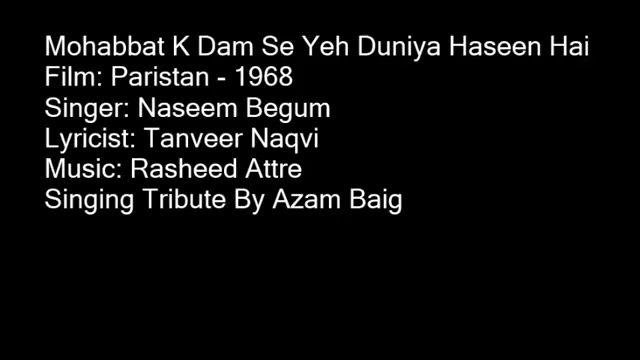 Mohabbat K Dam Se Yeh Duniya Haseen Hai
Film: Paristan - 1968
Singer: Naseem Begum
Lyricist: Tanveer Naqvi
Music: Rasheed Attre
Singing Tribute By Azam Baig